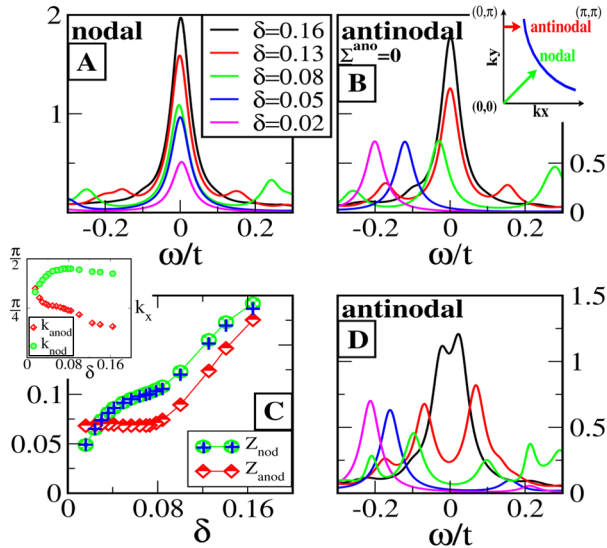 nodal
A
2
1
δ=0.16
δ=0.13
δ=0.08
δ=0.05
δ=0.02
-0.2 0 0.2
ω/t
antinodal
Σ^ano=0
B
(0,π) (π,π)
antinodal
nodal
ky
(0,0) kx
0.5
0
-0.2 0 0.2
ω/t
π/2
π/4
k_x
k_anod
k_nod
0 0.08 0.16
δ
0.1
0.05
0
C
Z_nod
Z_anod
0 0.08 0.16
δ
antinodal
D
1.5
1
0.5
0
-0.2 0 0.2
ω/t